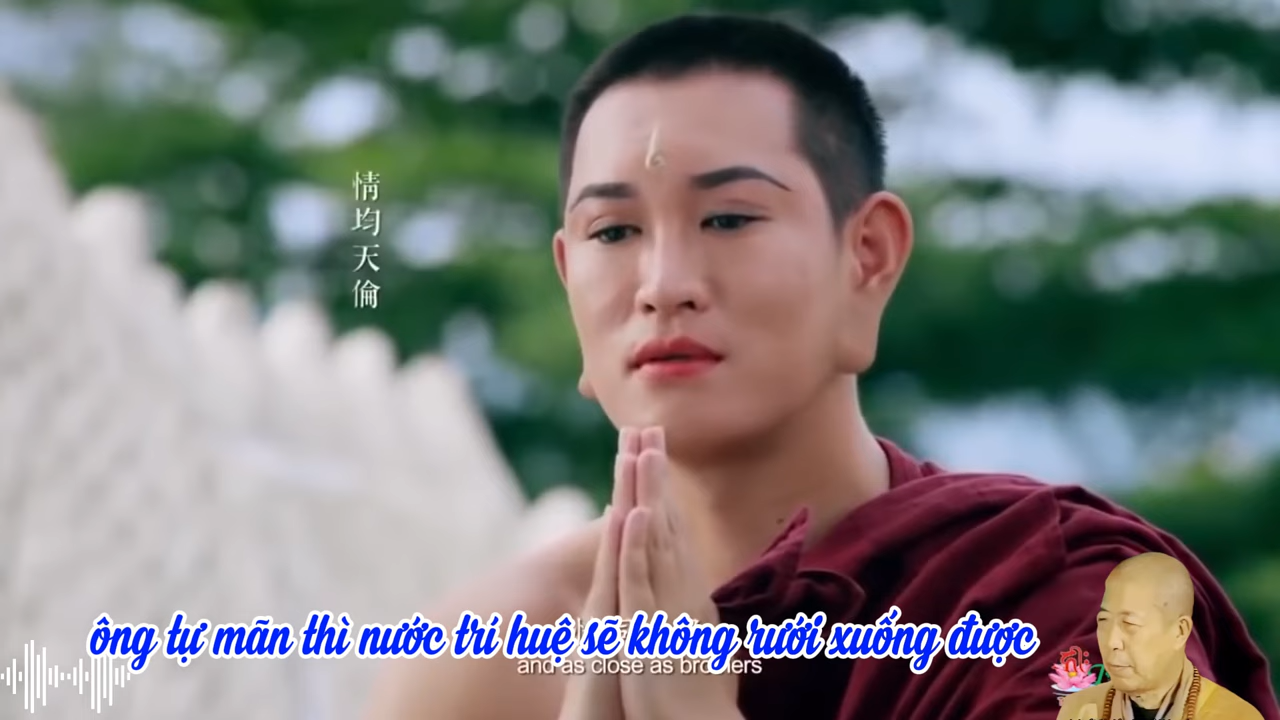 情均天倫
ông tự mãn thì nước trí huệ sẽ không rưới xuống được
and as close as brothers